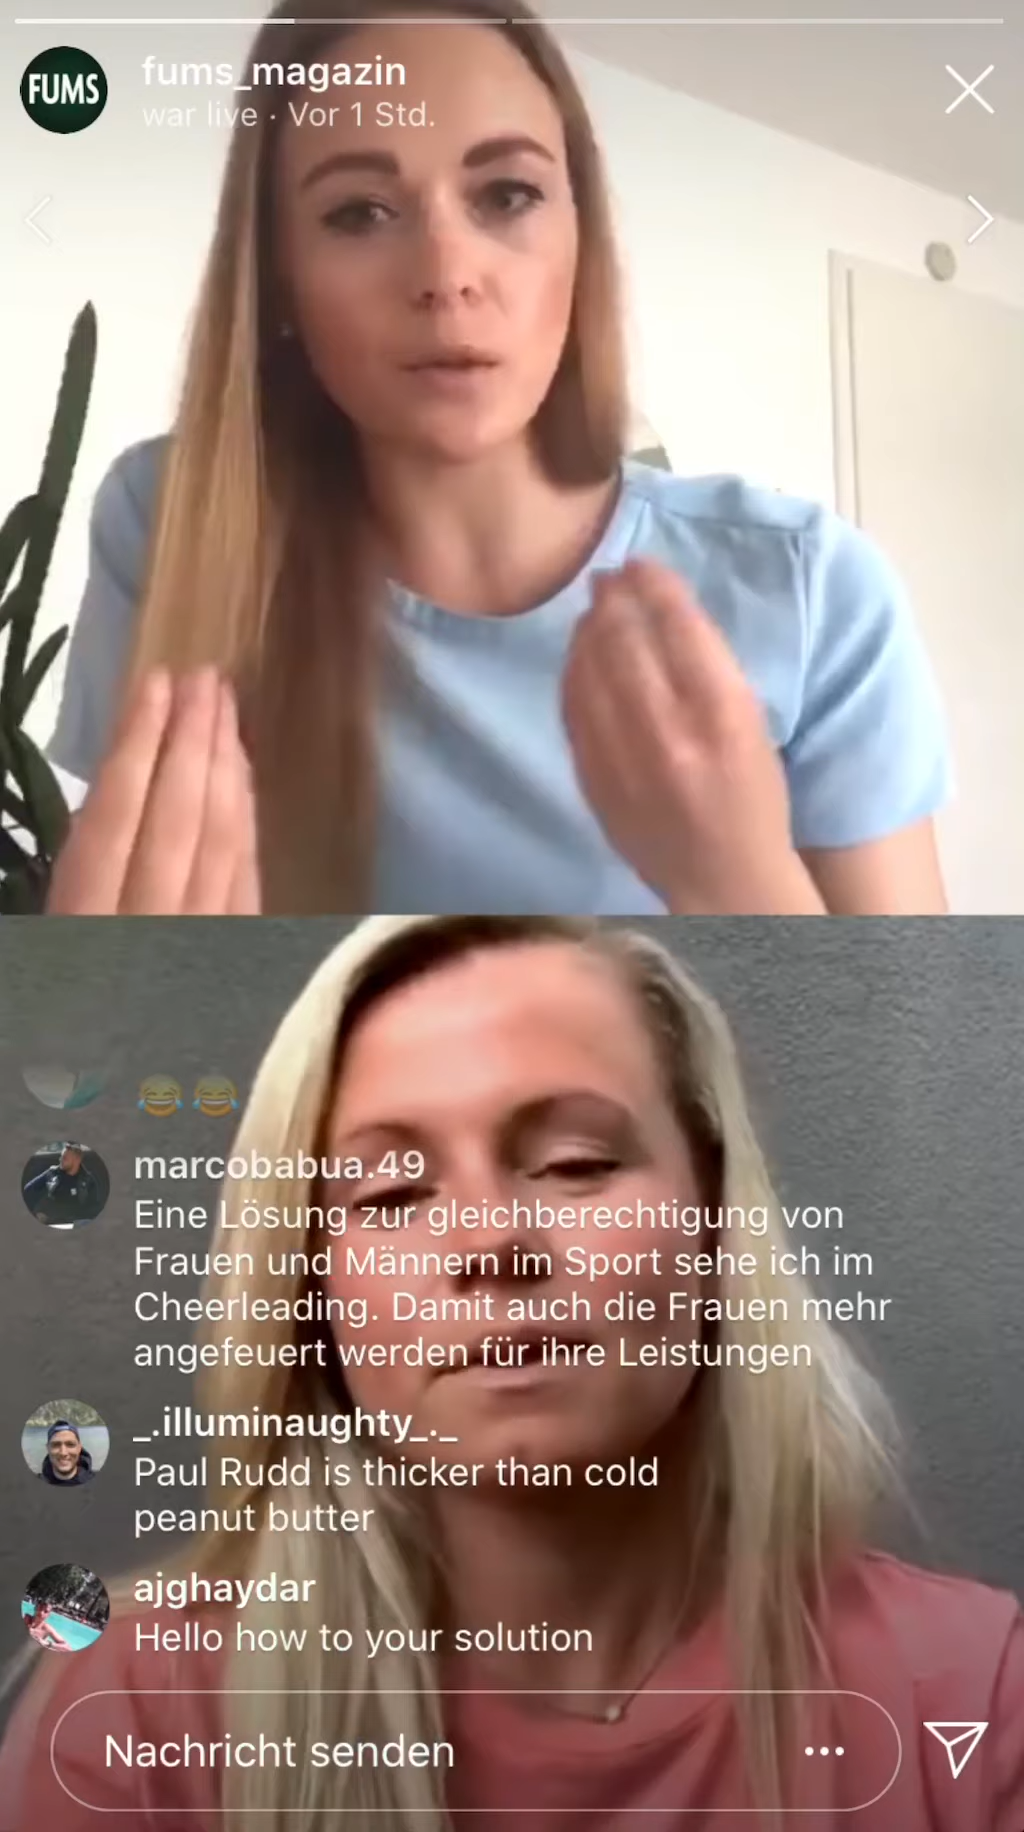 FUMS
fums_magazin
war live · Vor 1 Std.
😂😂
marcobabua.49
Eine Lösung zur gleichberechtigung von
Frauen und Männern im Sport sehe ich im
Cheerleading. Damit auch die Frauen mehr
angefeuert werden für ihre Leistungen
_.illuminaughty_._
Paul Rudd is thicker than cold
peanut butter
ajghaydar
Hello how to your solution
Nachricht senden